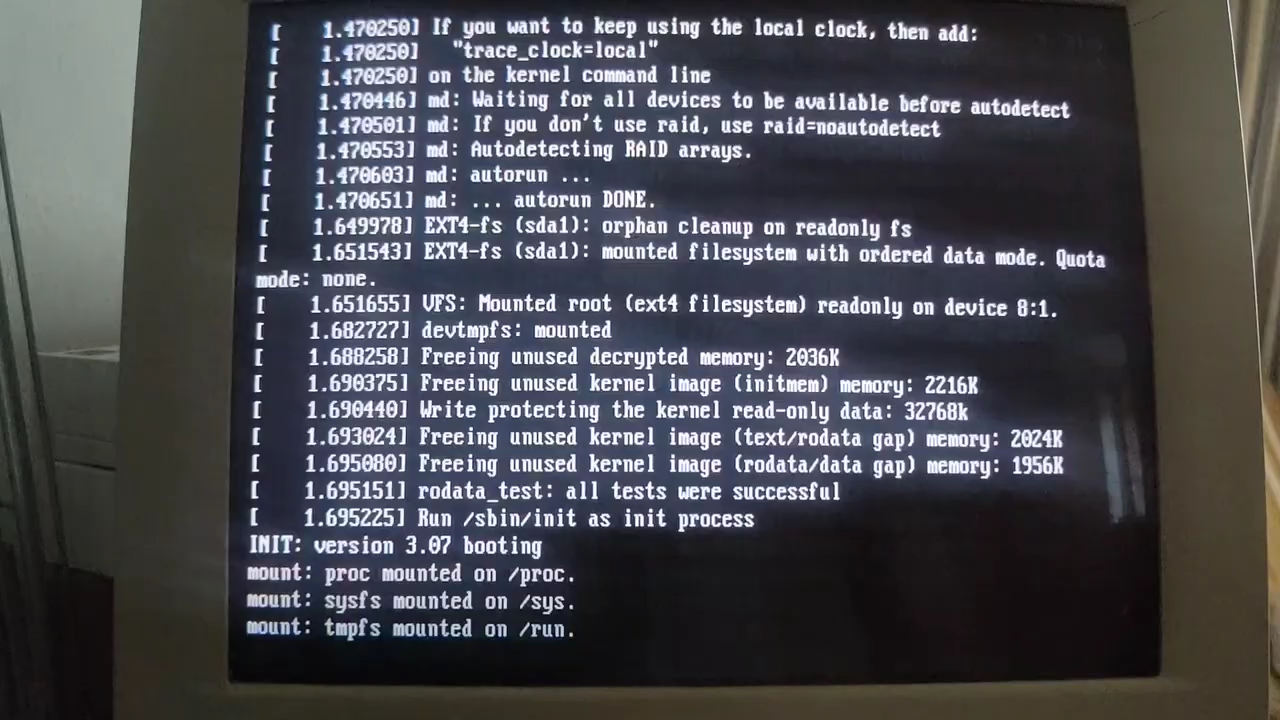 [    1.470250] If you want to keep using the local clock, then add:
[    1.470250]   "trace_clock=local"
[    1.470250] on the kernel command line
[    1.470446] md: Waiting for all devices to be available before autodetect
[    1.470501] md: If you don't use raid, use raid=noautodetect
[    1.470553] md: Autodetecting RAID arrays.
[    1.470603] md: autorun ...
[    1.470651] md: ... autorun DONE.
[    1.649978] EXT4-fs (sda1): orphan cleanup on readonly fs
[    1.651543] EXT4-fs (sda1): mounted filesystem with ordered data mode. Quota
mode: none.
[    1.651655] VFS: Mounted root (ext4 filesystem) readonly on device 8:1.
[    1.682727] devtmpfs: mounted
[    1.688258] Freeing unused decrypted memory: 2036K
[    1.690375] Freeing unused kernel image (initmem) memory: 2216K
[    1.690440] Write protecting the kernel read-only data: 32768k
[    1.693024] Freeing unused kernel image (text/rodata gap) memory: 2024K
[    1.695080] Freeing unused kernel image (rodata/data gap) memory: 1956K
[    1.695151] rodata_test: all tests were successful
[    1.695225] Run /sbin/init as init process
INIT: version 3.07 booting
mount: proc mounted on /proc.
mount: sysfs mounted on /sys.
mount: tmpfs mounted on /run.